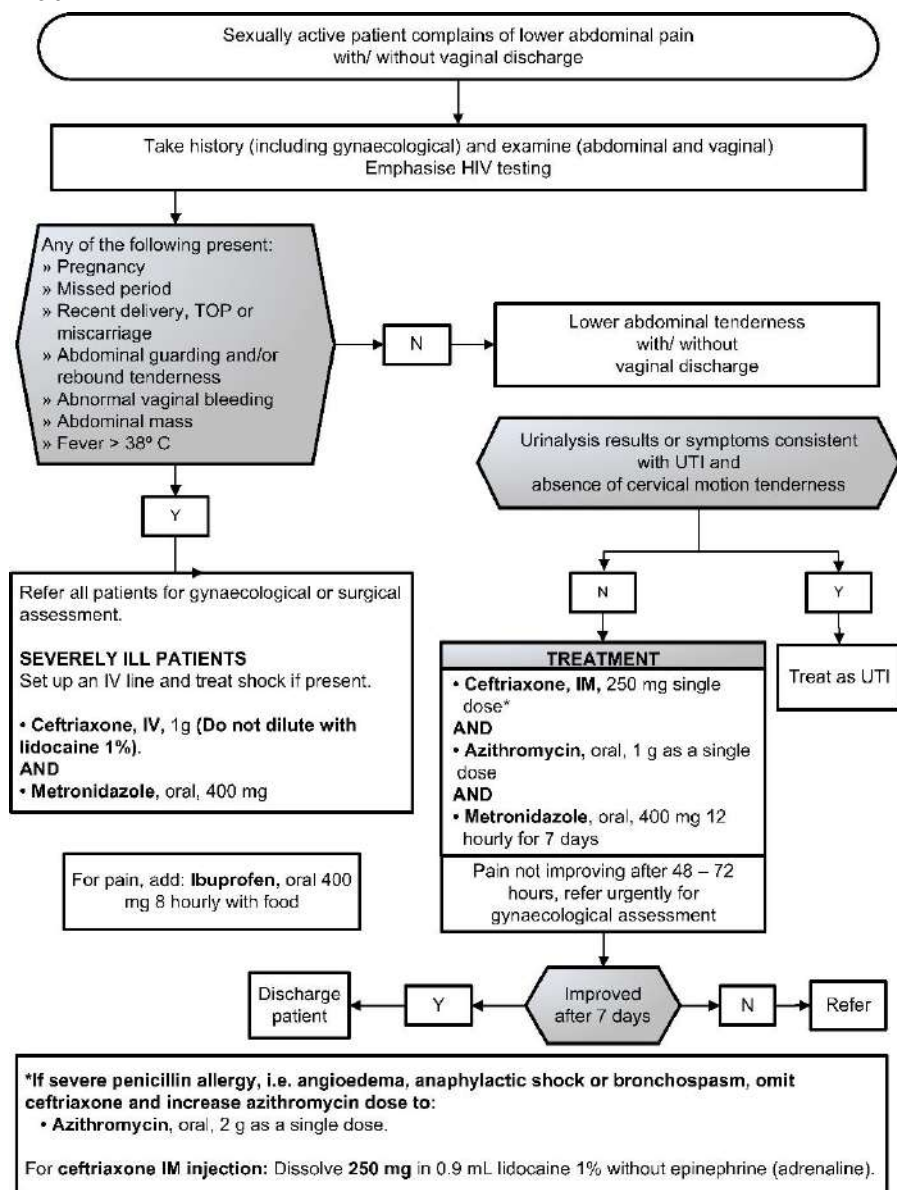 Sexually active patient complains of lower abdominal pain
with/ without vaginal discharge
Take history (including gynaecological) and examine (abdominal and vaginal)
Emphasise HIV testing
Any of the following present:
» Pregnancy
» Missed period
» Recent delivery, TOP or
miscarriage
» Abdominal guarding and/or
rebound tenderness
» Abnormal vaginal bleeding
» Abdominal mass
» Fever > 38º C
N
Lower abdominal tenderness
with/ without
vaginal discharge
Urinalysis results or symptoms consistent
with UTI and
absence of cervical motion tenderness
Y
N
Y
Refer all patients for gynaecological or surgical
assessment.
SEVERELY ILL PATIENTS
Set up an IV line and treat shock if present.
• Ceftriaxone, IV, 1g (Do not dilute with
lidocaine 1%).
AND
• Metronidazole, oral, 400 mg
TREATMENT
• Ceftriaxone, IM, 250 mg single
dose*
AND
• Azithromycin, oral, 1 g as a single
dose
AND
• Metronidazole, oral, 400 mg 12
hourly for 7 days
Treat as UTI
For pain, add: Ibuprofen, oral 400
mg 8 hourly with food
Pain not improving after 48 – 72
hours, refer urgently for
gynaecological assessment
Discharge
patient
Y
Improved
after 7 days
N
Refer
*If severe penicillin allergy, i.e. angioedema, anaphylactic shock or bronchospasm, omit
ceftriaxone and increase azithromycin dose to:
• Azithromycin, oral, 2 g as a single dose.
For ceftriaxone IM injection: Dissolve 250 mg in 0.9 mL lidocaine 1% without epinephrine (adrenaline).